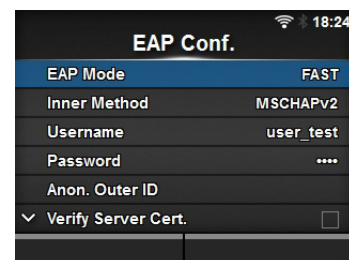 18:24
EAP Conf.
EAP Mode FAST
Inner Method MSCHAPv2
Username user_test
Password ••••
Anon. Outer ID
Verify Server Cert.